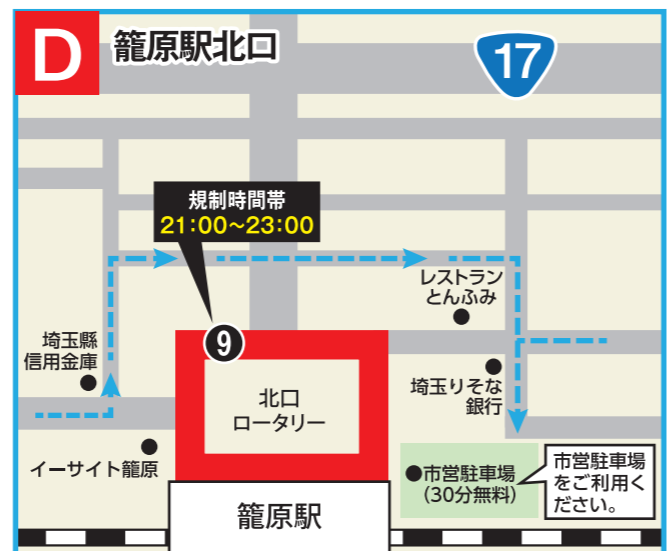 D
籠原駅北口
17
規制時間帯
21:00~23:00
レストラン
とんふみ
埼玉縣
信用金庫
9
北口
ロータリー
埼玉りそな
銀行
イーサイト籠原
●市営駐車場
(30分無料)
市営駐車場
をご利用く
ださい。
籠原駅